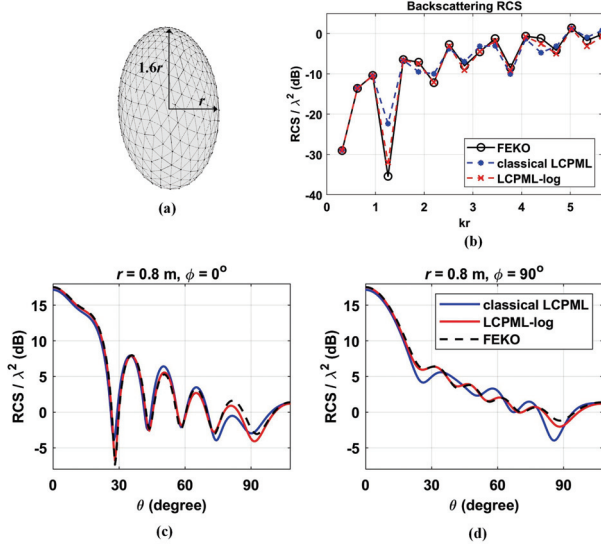 1.6r
r
(a)
Backscattering RCS
RCS / λ² (dB)
0
-10
-20
-30
-40
FEKO
classical LCPML
LCPML-log
0 1 2 3 4 5
kr
(b)
r = 0.8 m, ϕ = 0°
RCS / λ² (dB)
15
10
5
0
-5
0 30 60 90
θ (degree)
(c)
r = 0.8 m, ϕ = 90°
RCS / λ² (dB)
15
10
5
0
-5
classical LCPML
LCPML-log
FEKO
0 30 60 90
θ (degree)
(d)